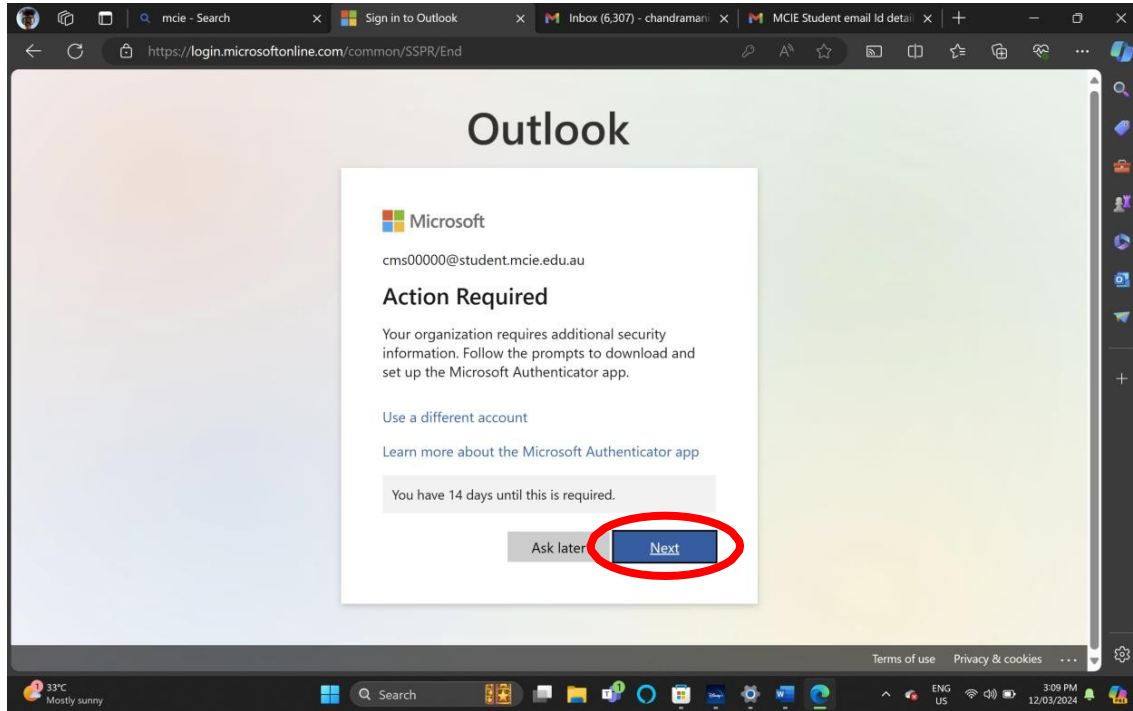 mcie - Search
Sign in to Outlook
Inbox (6,307) - chandramani
MCIE Student email Id detail
https://login.microsoftonline.com/common/SSPR/End
Outlook
Microsoft
cms00000@student.mcie.edu.au
Action Required
Your organization requires additional security
information. Follow the prompts to download and
set up the Microsoft Authenticator app.
Use a different account
Learn more about the Microsoft Authenticator app
You have 14 days until this is required.
Ask later
Next
Terms of use Privacy & cookies ...
1
33°C
Mostly sunny
Search
1
ENG
US
3:09 PM
12/03/2024